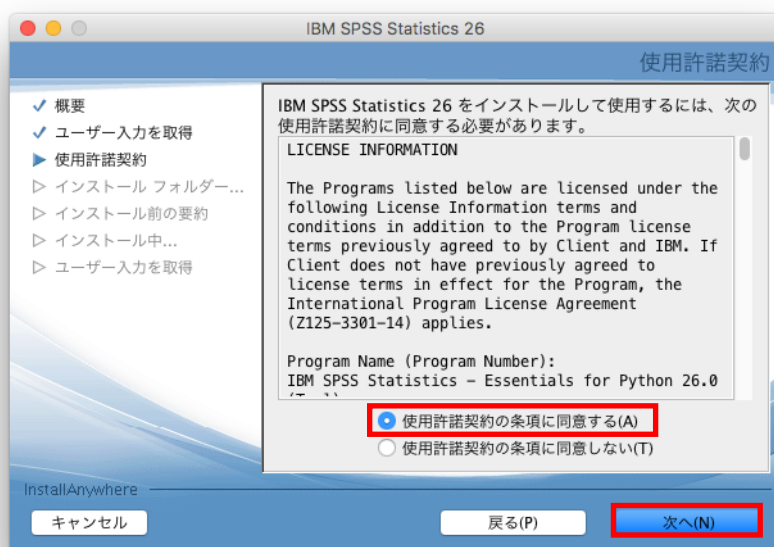 IBM SPSS Statistics 26
使用許諾契約
概要
ユーザー入力を取得
使用許諾契約
インストール フォルダー...
インストール前の要約
インストール中...
ユーザー入力を取得
IBM SPSS Statistics 26 をインストールして使用するには、次の
使用許諾契約に同意する必要があります。
LICENSE INFORMATION
The Programs listed below are licensed under the
following License Information terms and
conditions in addition to the Program license
terms previously agreed to by Client and IBM. If
Client does not have previously agreed to
license terms in effect for the Program, the
International Program License Agreement
(Z125-3301-14) applies.
Program Name (Program Number):
IBM SPSS Statistics - Essentials for Python 26.0
使用許諾契約の条項に同意する(A)
使用許諾契約の条項に同意しない(T)
InstallAnywhere
キャンセル
戻る(P)
次へ(N)